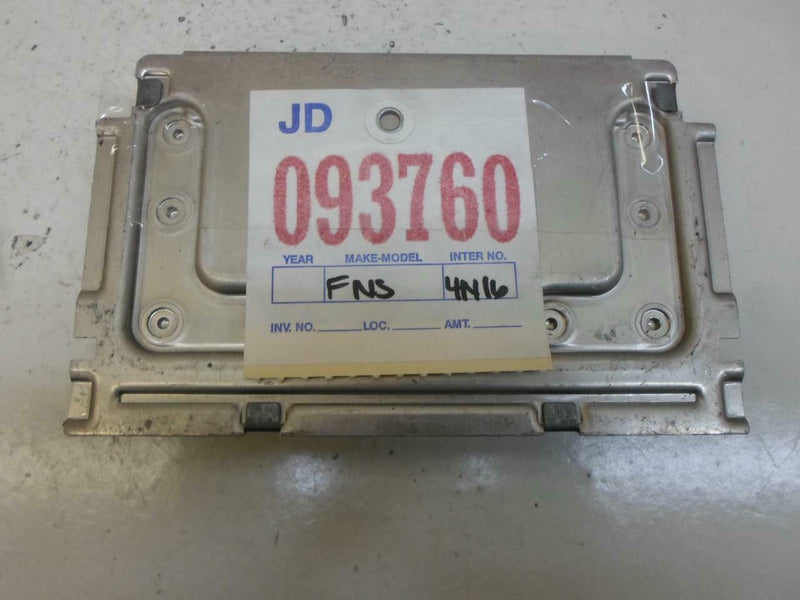 JD
093760
YEAR MAKE-MODEL INTER NO.
FNS 4N16
INV. NO. LOC. AMT.